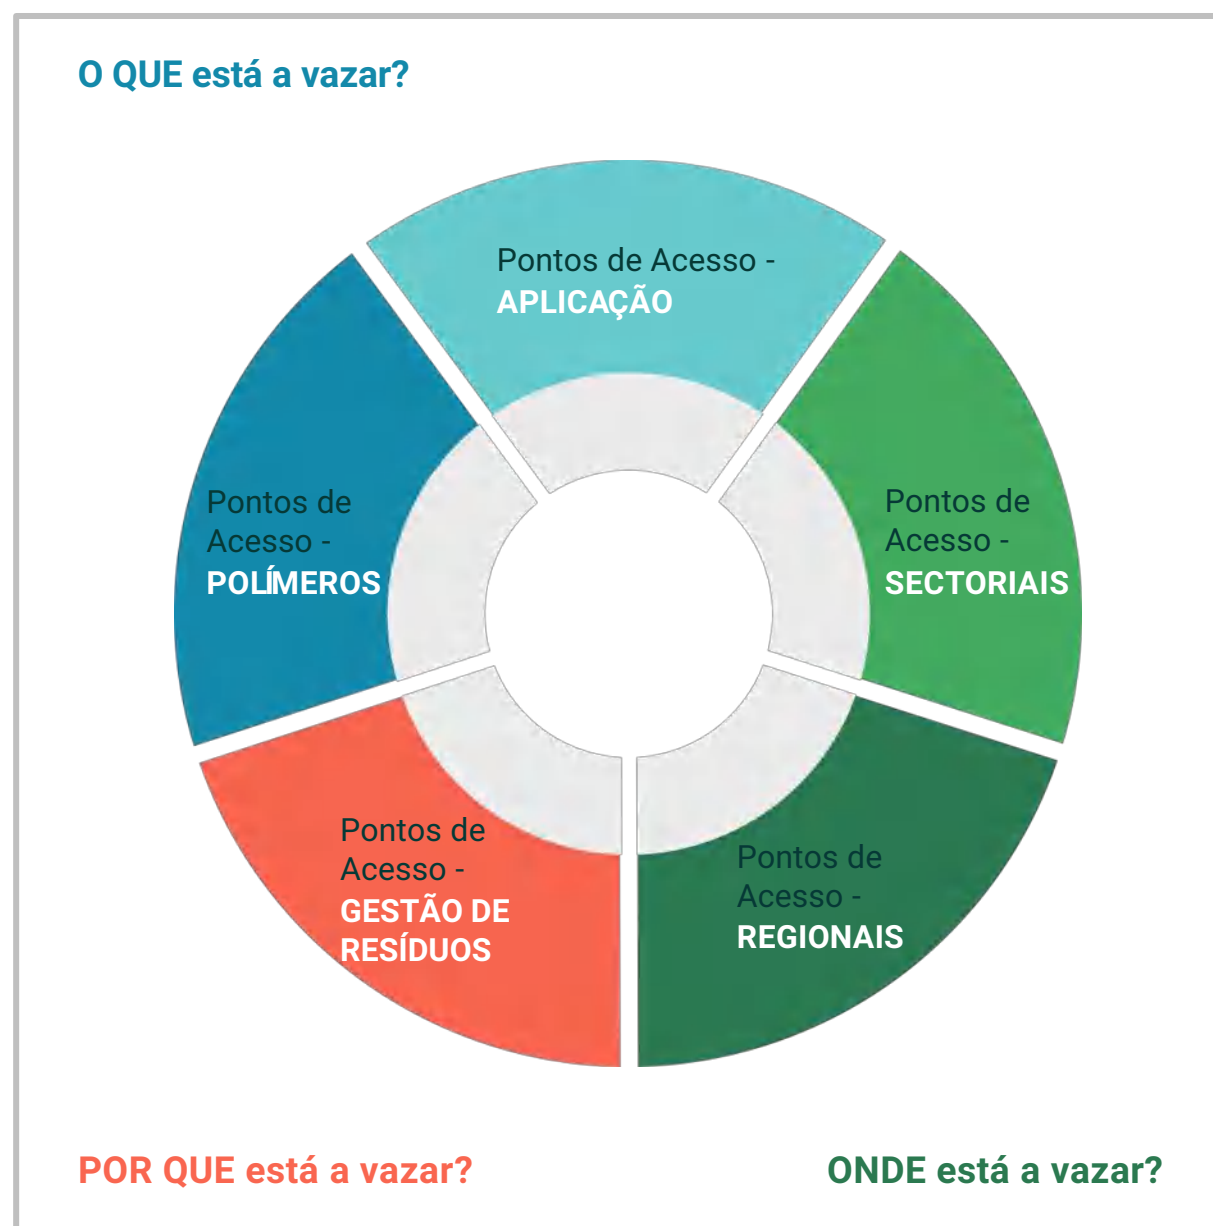 O QUE está a vazar?
Pontos de Acesso -
APLICAÇÃO
Pontos de
Acesso -
POLÍMEROS
Pontos de
Acesso -
SECTORIAIS
Pontos de
Acesso -
GESTÃO DE
RESÍDUOS
Pontos de
Acesso -
REGIONAIS
POR QUE está a vazar?
ONDE está a vazar?